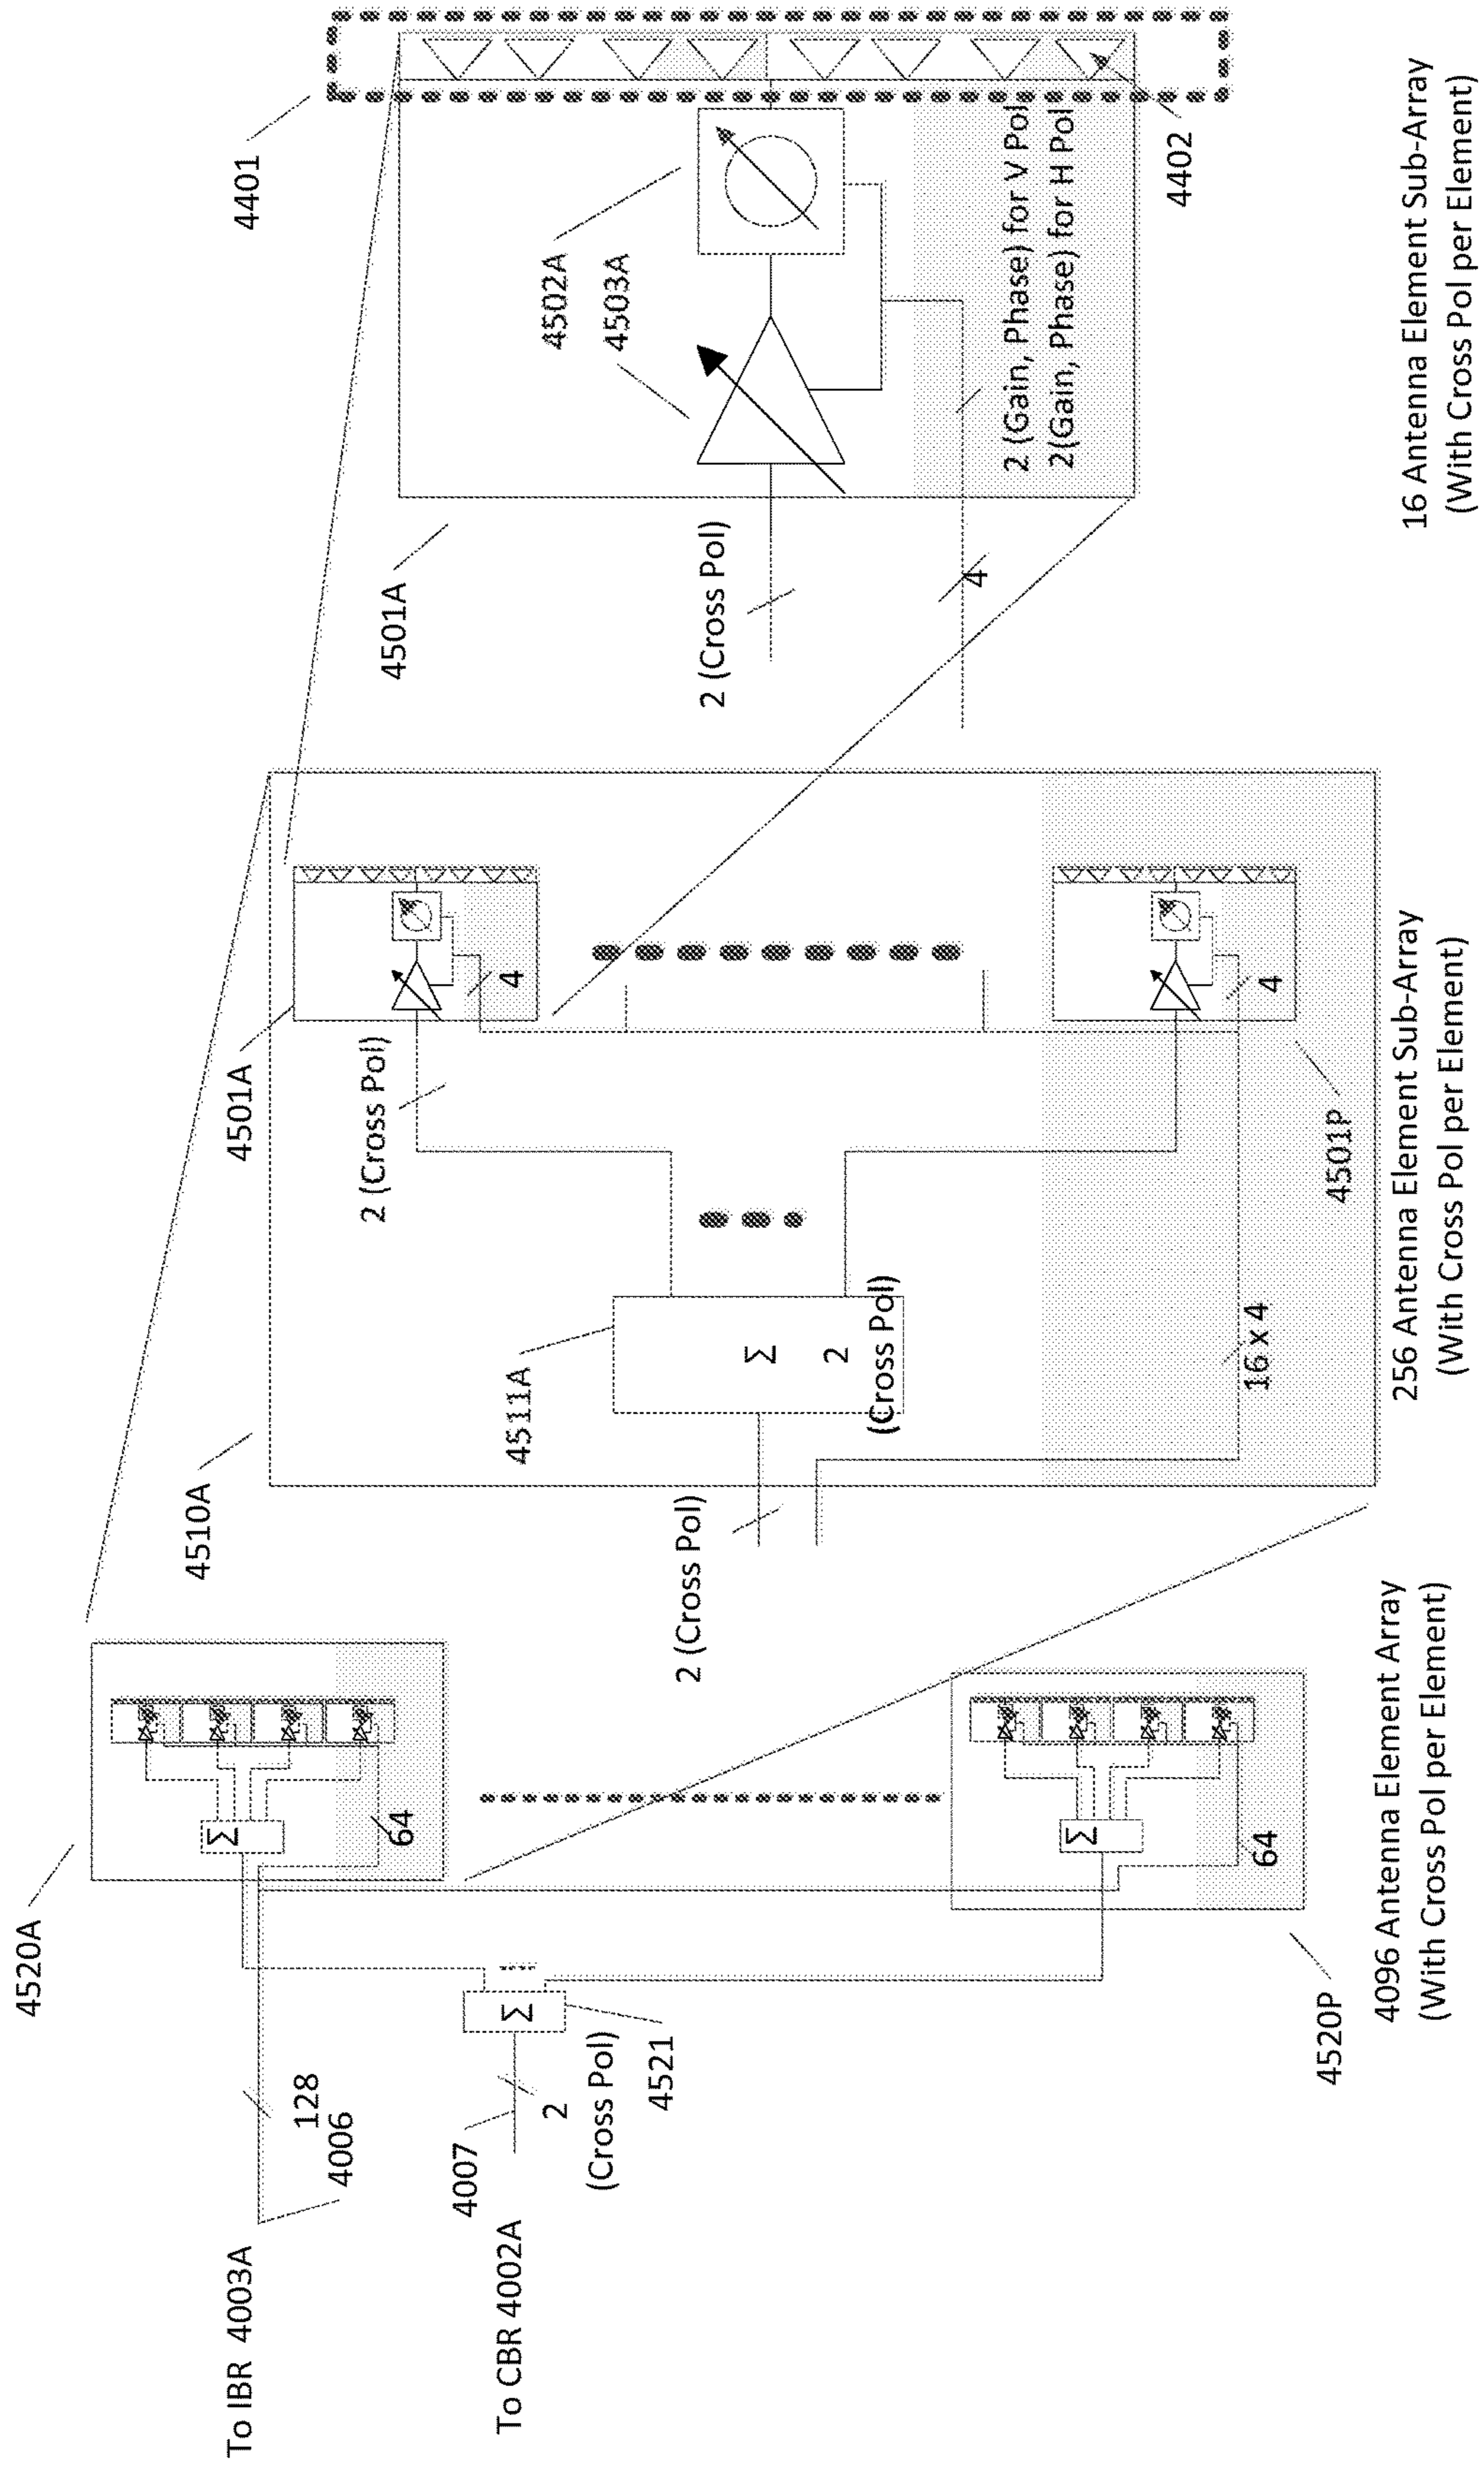 4520A
To IBR 4003A
128
4006
To CBR 4002A
4007
2
(Cross Pol)
4521
Σ
Σ
64
Σ
64
4520P
4096 Antenna Element Array
(With Cross Pol per Element)
4510A
2 (Cross Pol)
4511A
Σ
2
(Cross Pol)
4501A
2 (Cross Pol)
4
4
16 x 4
4501P
256 Antenna Element Sub-Array
(With Cross Pol per Element)
4401
4501A
4502A
4503A
2 (Cross Pol)
4
2 (Gain, Phase) for V Pol
2(Gain, Phase) for H Pol
4402
16 Antenna Element Sub-Array
(With Cross Pol per Element)